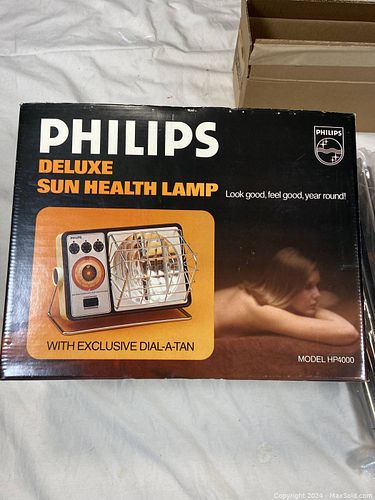 PHILIPS
PHILIPS
DELUXE
SUN HEALTH LAMP
Look good, feel good, year round!
PHILIPS
WITH EXCLUSIVE DIAL-A-TAN
MODEL HP4000
Copyright 2024 - MaxSold.com